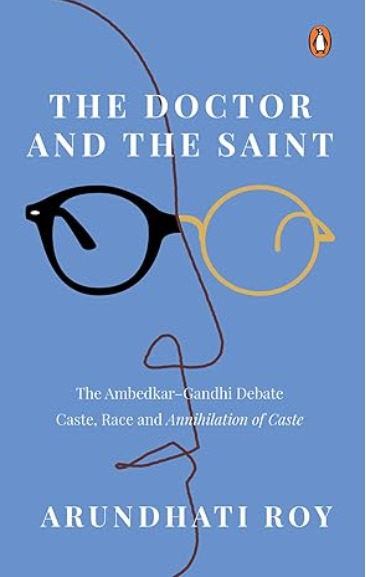 THE DOCTOR
AND THE SAINT
The Ambedkar–Gandhi Debate
Caste, Race and Annihilation of Caste
ARUNDHATI ROY